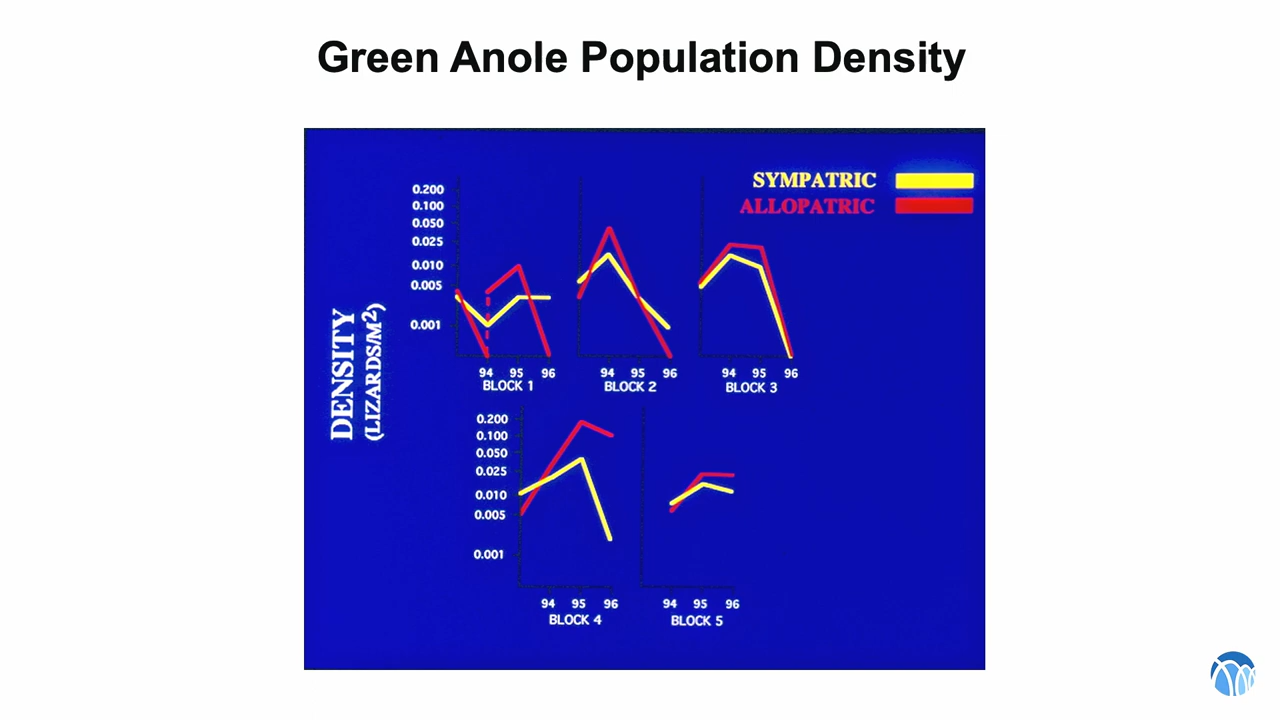 Green Anole Population Density
SYMPATRIC
ALLOPATRIC
DENSITY
(LIZARDS/M²)
0.200
0.100
0.050
0.025
0.010
0.005
0.001
94 95 96
BLOCK 1
94 95 96
BLOCK 2
94 95 96
BLOCK 3
0.200
0.100
0.050
0.025
0.010
0.005
0.001
94 95 96
BLOCK 4
94 95 96
BLOCK 5